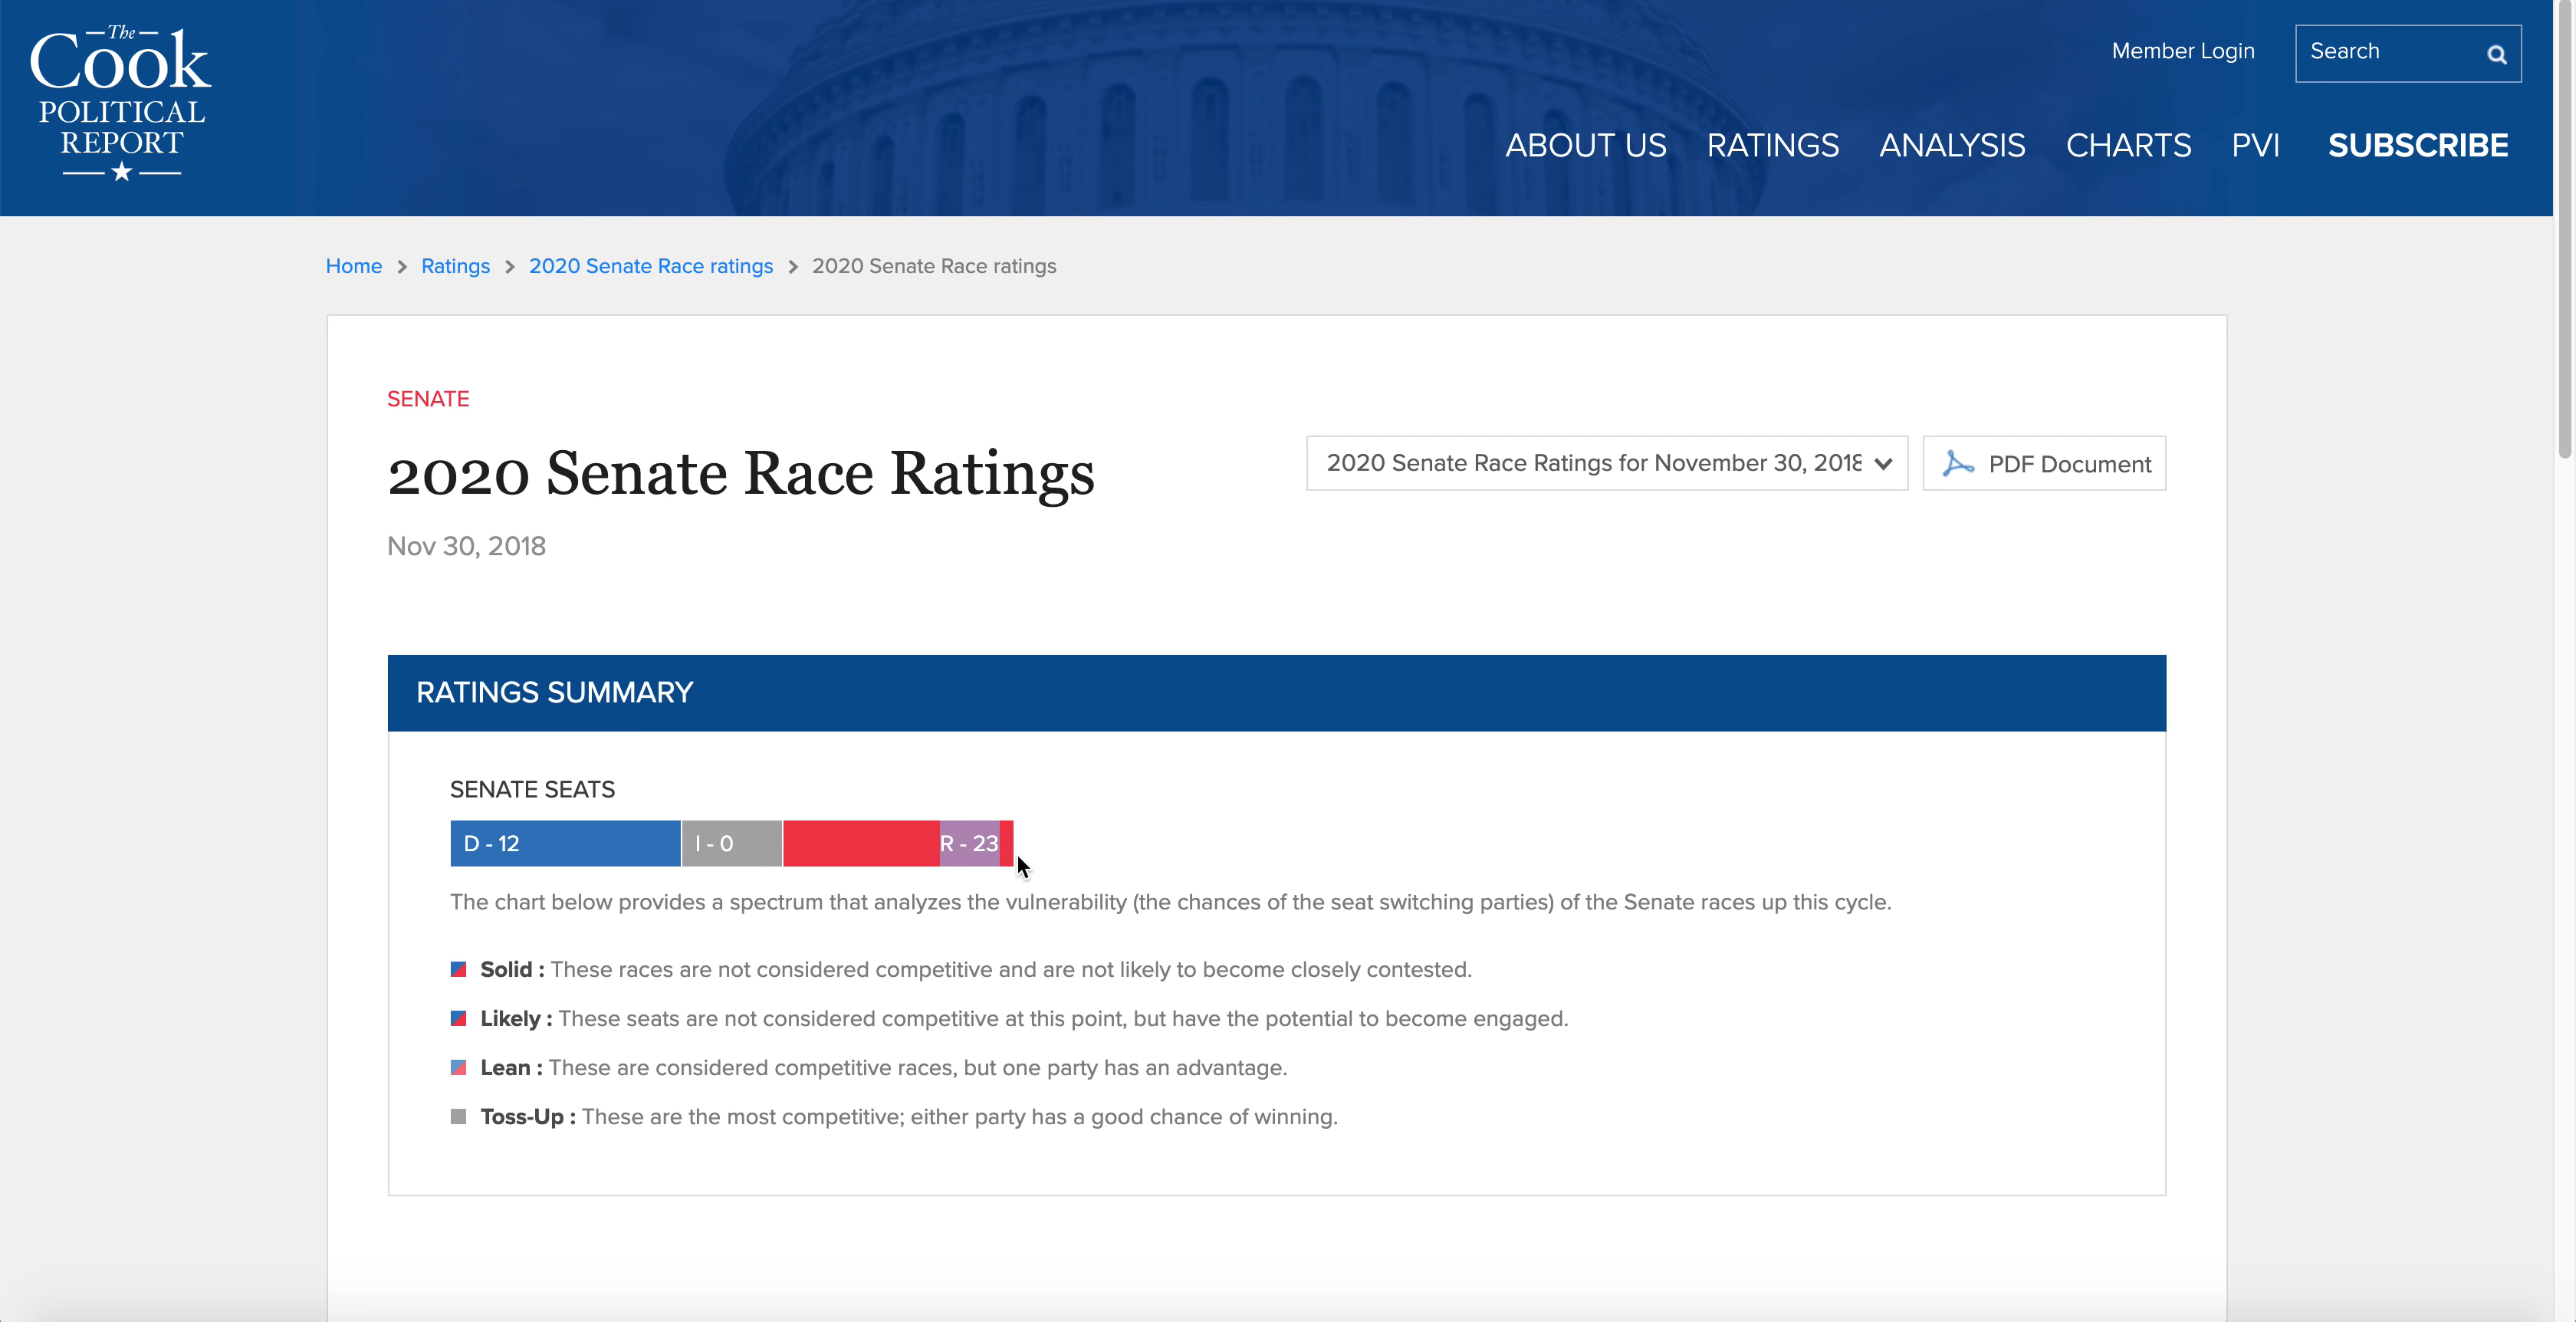 The
Cook
POLITICAL
REPORT
Member Login
Search
ABOUT US RATINGS ANALYSIS CHARTS PVI SUBSCRIBE
Home > Ratings > 2020 Senate Race ratings > 2020 Senate Race ratings
SENATE
2020 Senate Race Ratings
2020 Senate Race Ratings for November 30, 2018
PDF Document
Nov 30, 2018
RATINGS SUMMARY
SENATE SEATS
D - 12 I - 0 R - 23
The chart below provides a spectrum that analyzes the vulnerability (the chances of the seat switching parties) of the Senate races up this cycle.
Solid : These races are not considered competitive and are not likely to become closely contested.
Likely : These seats are not considered competitive at this point, but have the potential to become engaged.
Lean : These are considered competitive races, but one party has an advantage.
Toss-Up : These are the most competitive; either party has a good chance of winning.